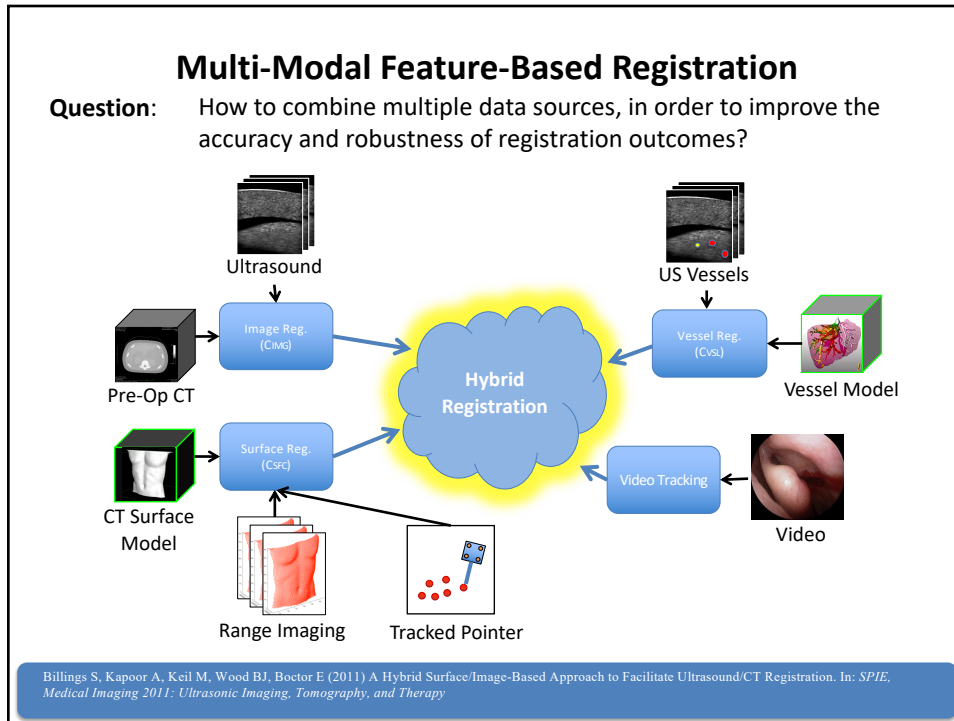 Multi-Modal Feature-Based Registration
Question: How to combine multiple data sources, in order to improve the
accuracy and robustness of registration outcomes?
Ultrasound
US Vessels
Image Reg.
(CIMG)
Pre-Op CT
Vessel Reg.
(CVSL)
Vessel Model
Hybrid
Registration
Surface Reg.
(CSFC)
CT Surface
Model
Video Tracking
Video
Range Imaging
Tracked Pointer
Billings S, Kapoor A, Keil M, Wood BJ, Boctor E (2011) A Hybrid Surface/Image-Based Approach to Facilitate Ultrasound/CT Registration. In: SPIE,
Medical Imaging 2011: Ultrasonic Imaging, Tomography, and Therapy